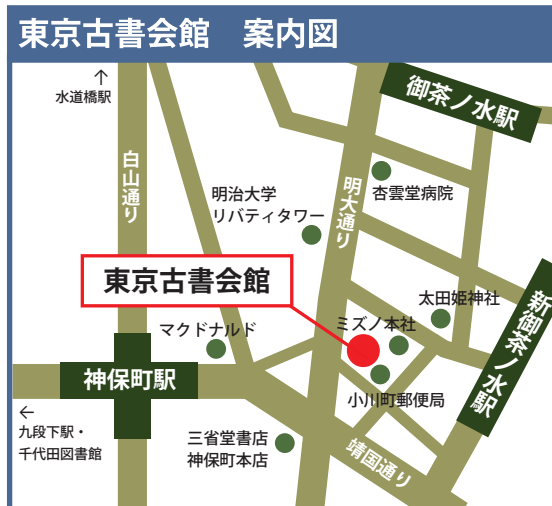 東京古書会館　案内図
↑
水道橋駅
御茶ノ水駅
白山通り
明治大学
リバティタワー
明大通り
杏雲堂病院
東京古書会館
太田姫神社
新御茶ノ水駅
マクドナルド
ミズノ本社
神保町駅
小川町郵便局
←
九段下駅・
千代田図書館
三省堂書店
神保町本店
靖国通り